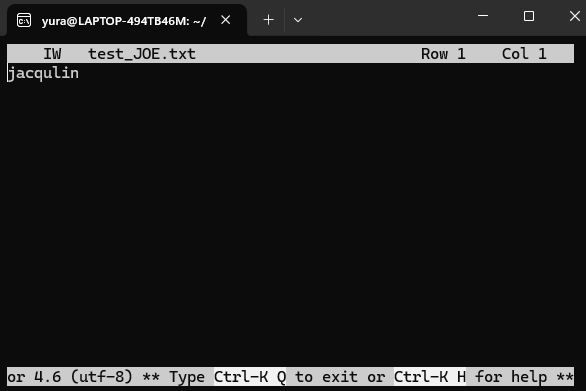 yura@LAPTOP-494TB46M: ~/
IW test_JOE.txt Row 1 Col 1
jacqulin
or 4.6 (utf-8) ** Type Ctrl-K Q to exit or Ctrl-K H for help **